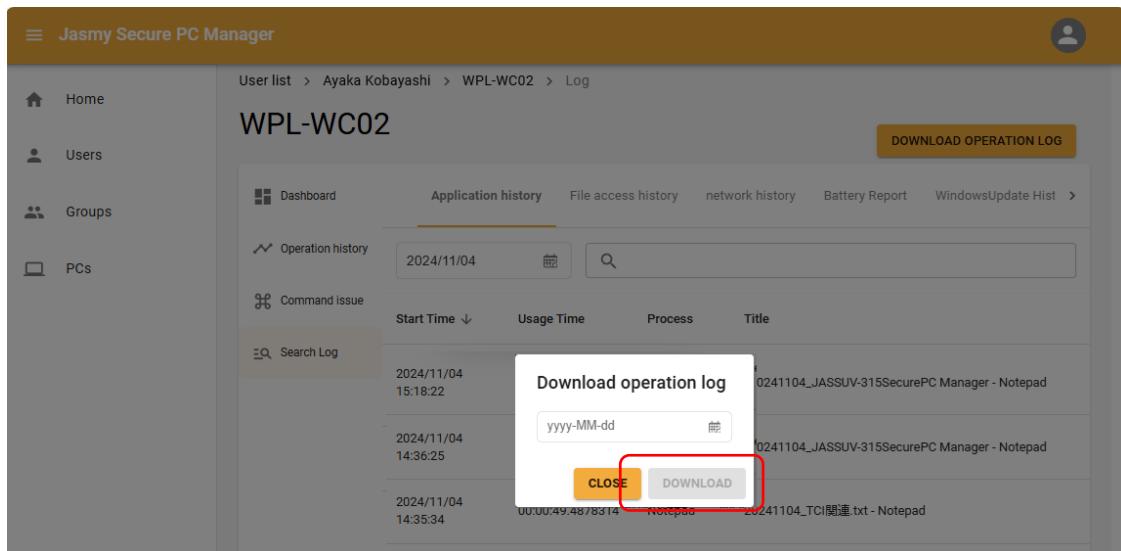 Jasmy Secure PC Manager
User list > Ayaka Kobayashi > WPL-WC02 > Log
Home
WPL-WC02
DOWNLOAD OPERATION LOG
Users
Groups
PCs
Dashboard
Operation history
Command issue
Search Log
Application history File access history network history Battery Report WindowsUpdate Hist
2024/11/04
Start Time Usage Time Process Title
2024/11/04
15:18:22
0241104_JASSUV-315SecurePC Manager - Notepad
2024/11/04
14:36:25
0241104_JASSUV-315SecurePC Manager - Notepad
2024/11/04
14:35:34
00:00:49.4878314 Notepad 20241104_TCI関連.txt - Notepad
Download operation log
yyyy-MM-dd
CLOSE DOWNLOAD